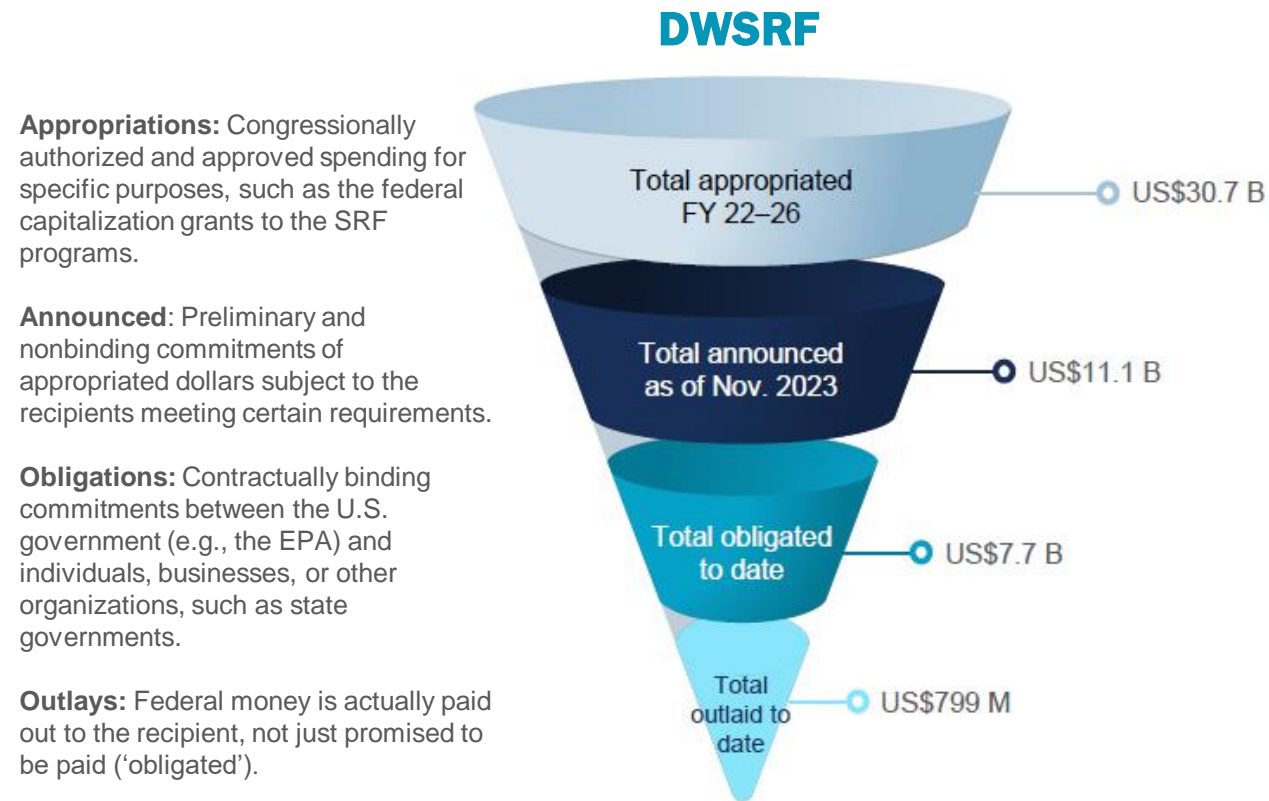 DWSRF
Appropriations: Congressionally
authorized and approved spending for
specific purposes, such as the federal
capitalization grants to the SRF
programs.
Announced: Preliminary and
nonbinding commitments of
appropriated dollars subject to the
recipients meeting certain requirements.
Obligations: Contractually binding
commitments between the U.S.
government (e.g., the EPA) and
individuals, businesses, or other
organizations, such as state
governments.
Outlays: Federal money is actually paid
out to the recipient, not just promised to
be paid (‘obligated’).
Total appropriated
FY 22–26
US$30.7 B
Total announced
as of Nov. 2023
US$11.1 B
Total obligated
to date
US$7.7 B
Total
outlaid to
date
US$799 M